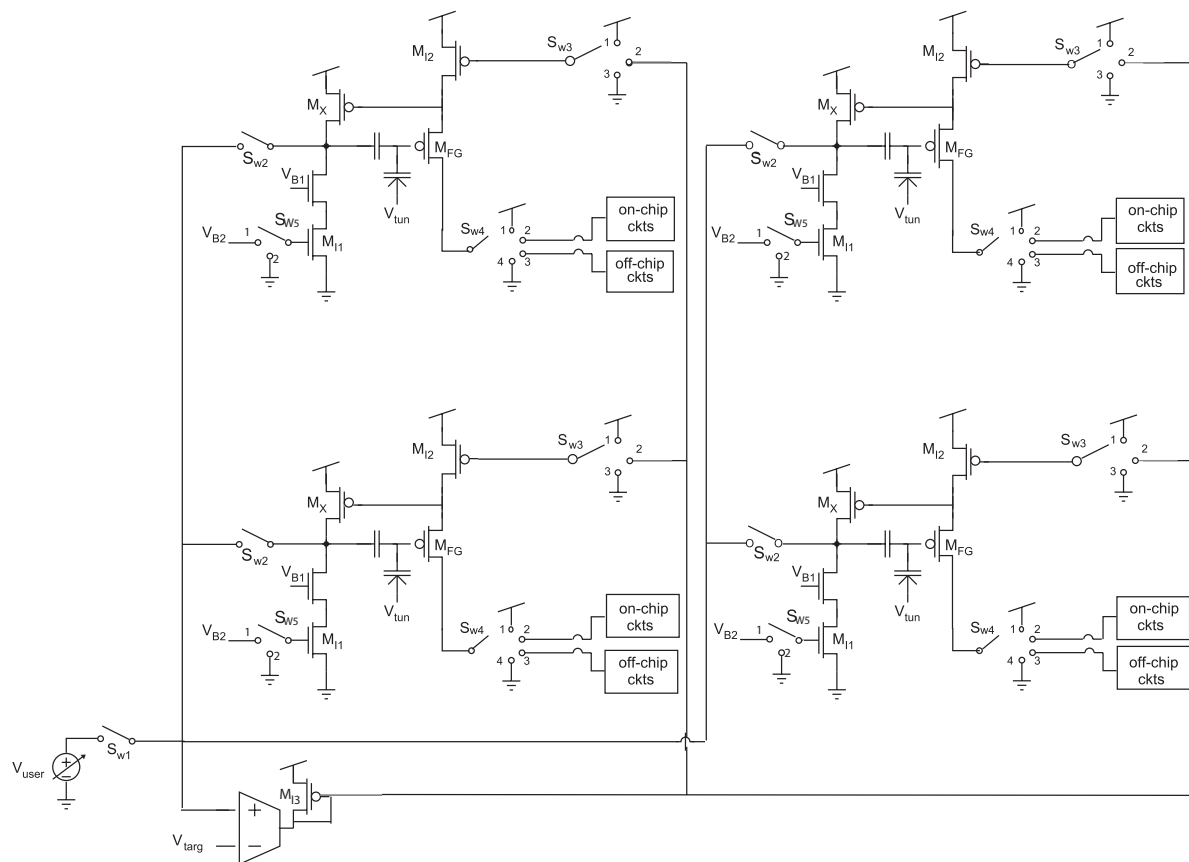 M_I2
S_w3
1
2
3
M_X
M_FG
S_w2
V_B1
V_tun
S_W5
V_B2
1
2
M_I1
S_w4
1
2
3
4
on-chip
ckts
off-chip
ckts
M_I2
S_w3
1
2
3
M_X
M_FG
S_w2
V_B1
V_tun
S_W5
V_B2
1
2
M_I1
S_w4
1
2
3
4
on-chip
ckts
off-chip
ckts
M_I2
S_w3
1
2
3
M_X
M_FG
S_w2
V_B1
V_tun
S_W5
V_B2
1
2
M_I1
S_w4
1
2
3
4
on-chip
ckts
off-chip
ckts
M_I2
S_w3
1
2
3
M_X
M_FG
S_w2
V_B1
V_tun
S_W5
V_B2
1
2
M_I1
S_w4
1
2
3
4
on-chip
ckts
off-chip
ckts
S_w1
V_user
+
−
M_I3
+
−
V_targ